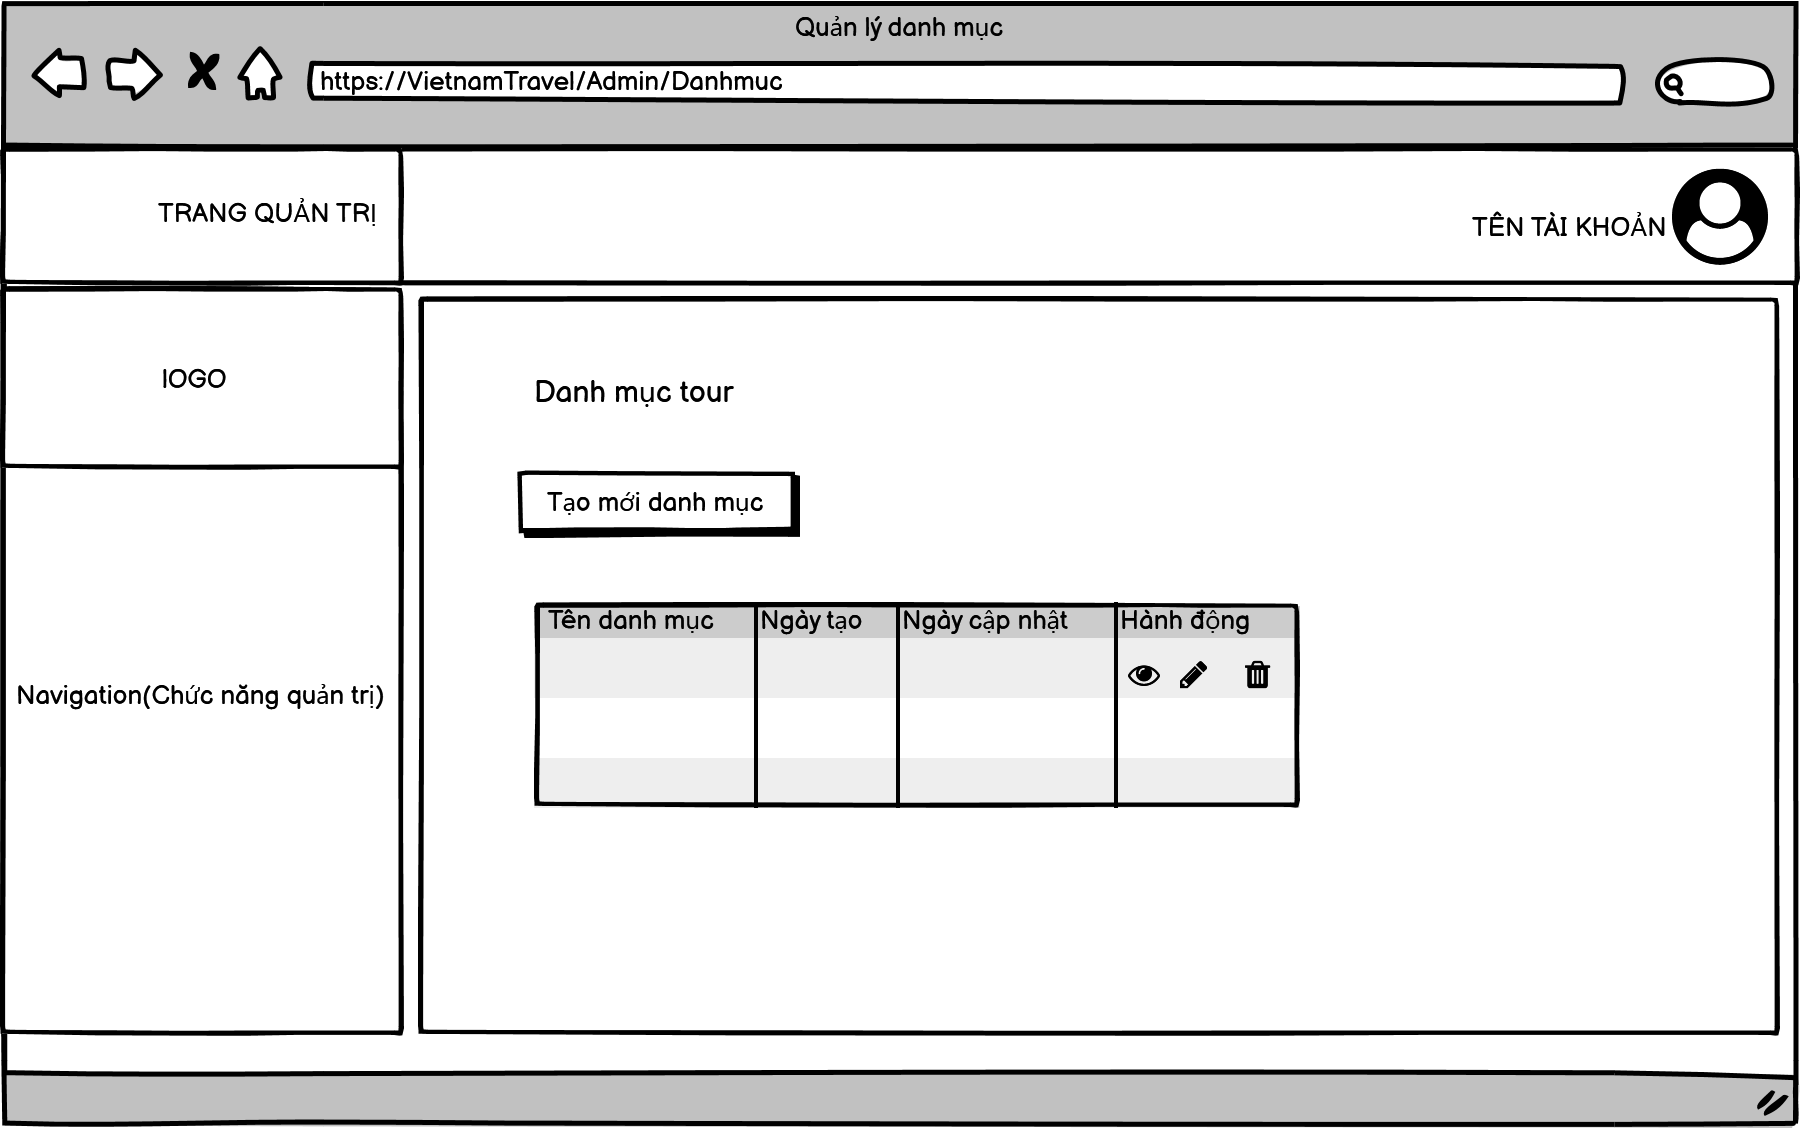 Quản lý danh mục
https://VietnamTravel/Admin/Danhmuc
TRANG QUẢN TRỊ
TÊN TÀI KHOẢN
lOGO
Danh mục tour
Tạo mới danh mục
Tên danh mục Ngày tạo Ngày cập nhật Hành động
Navigation(Chức năng quản trị)